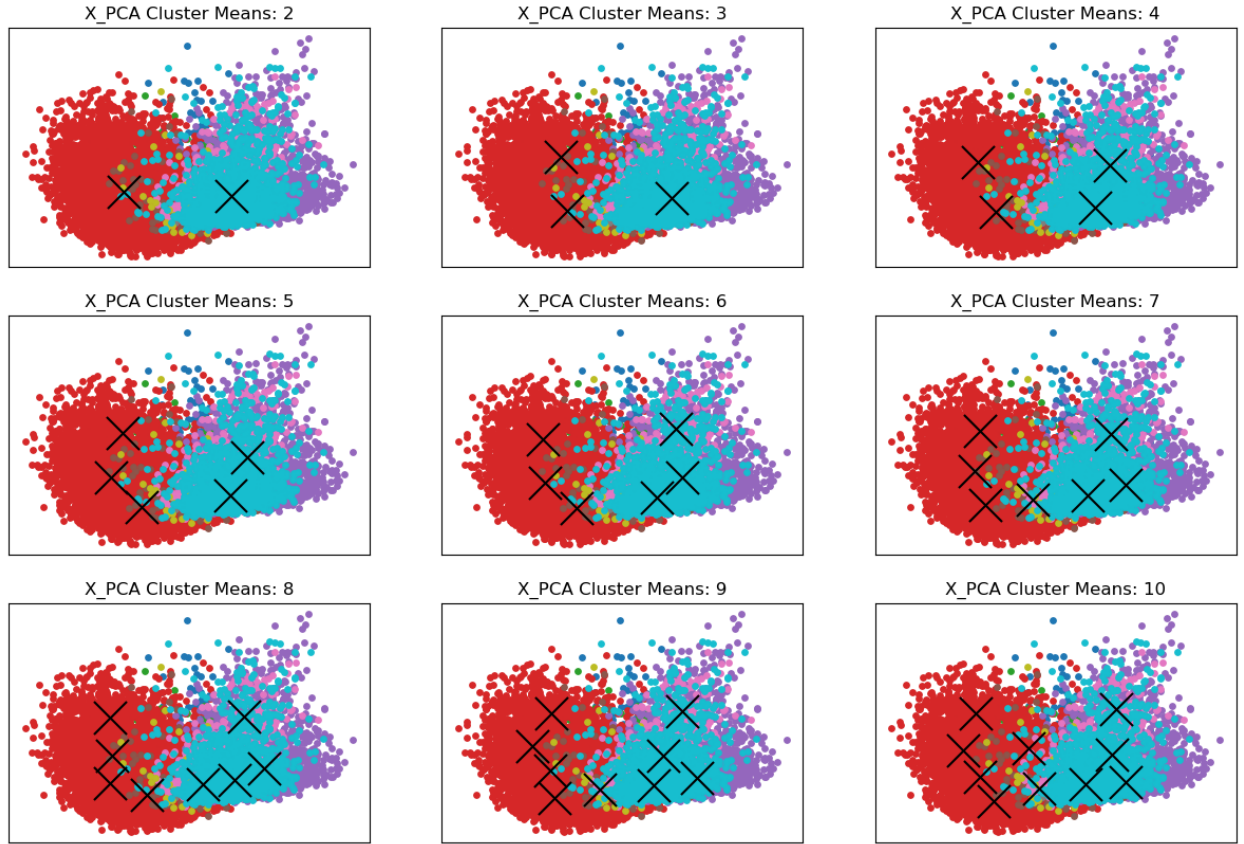 X_PCA Cluster Means: 2
X_PCA Cluster Means: 3
X_PCA Cluster Means: 4
X_PCA Cluster Means: 5
X_PCA Cluster Means: 6
X_PCA Cluster Means: 7
X_PCA Cluster Means: 8
X_PCA Cluster Means: 9
X_PCA Cluster Means: 10